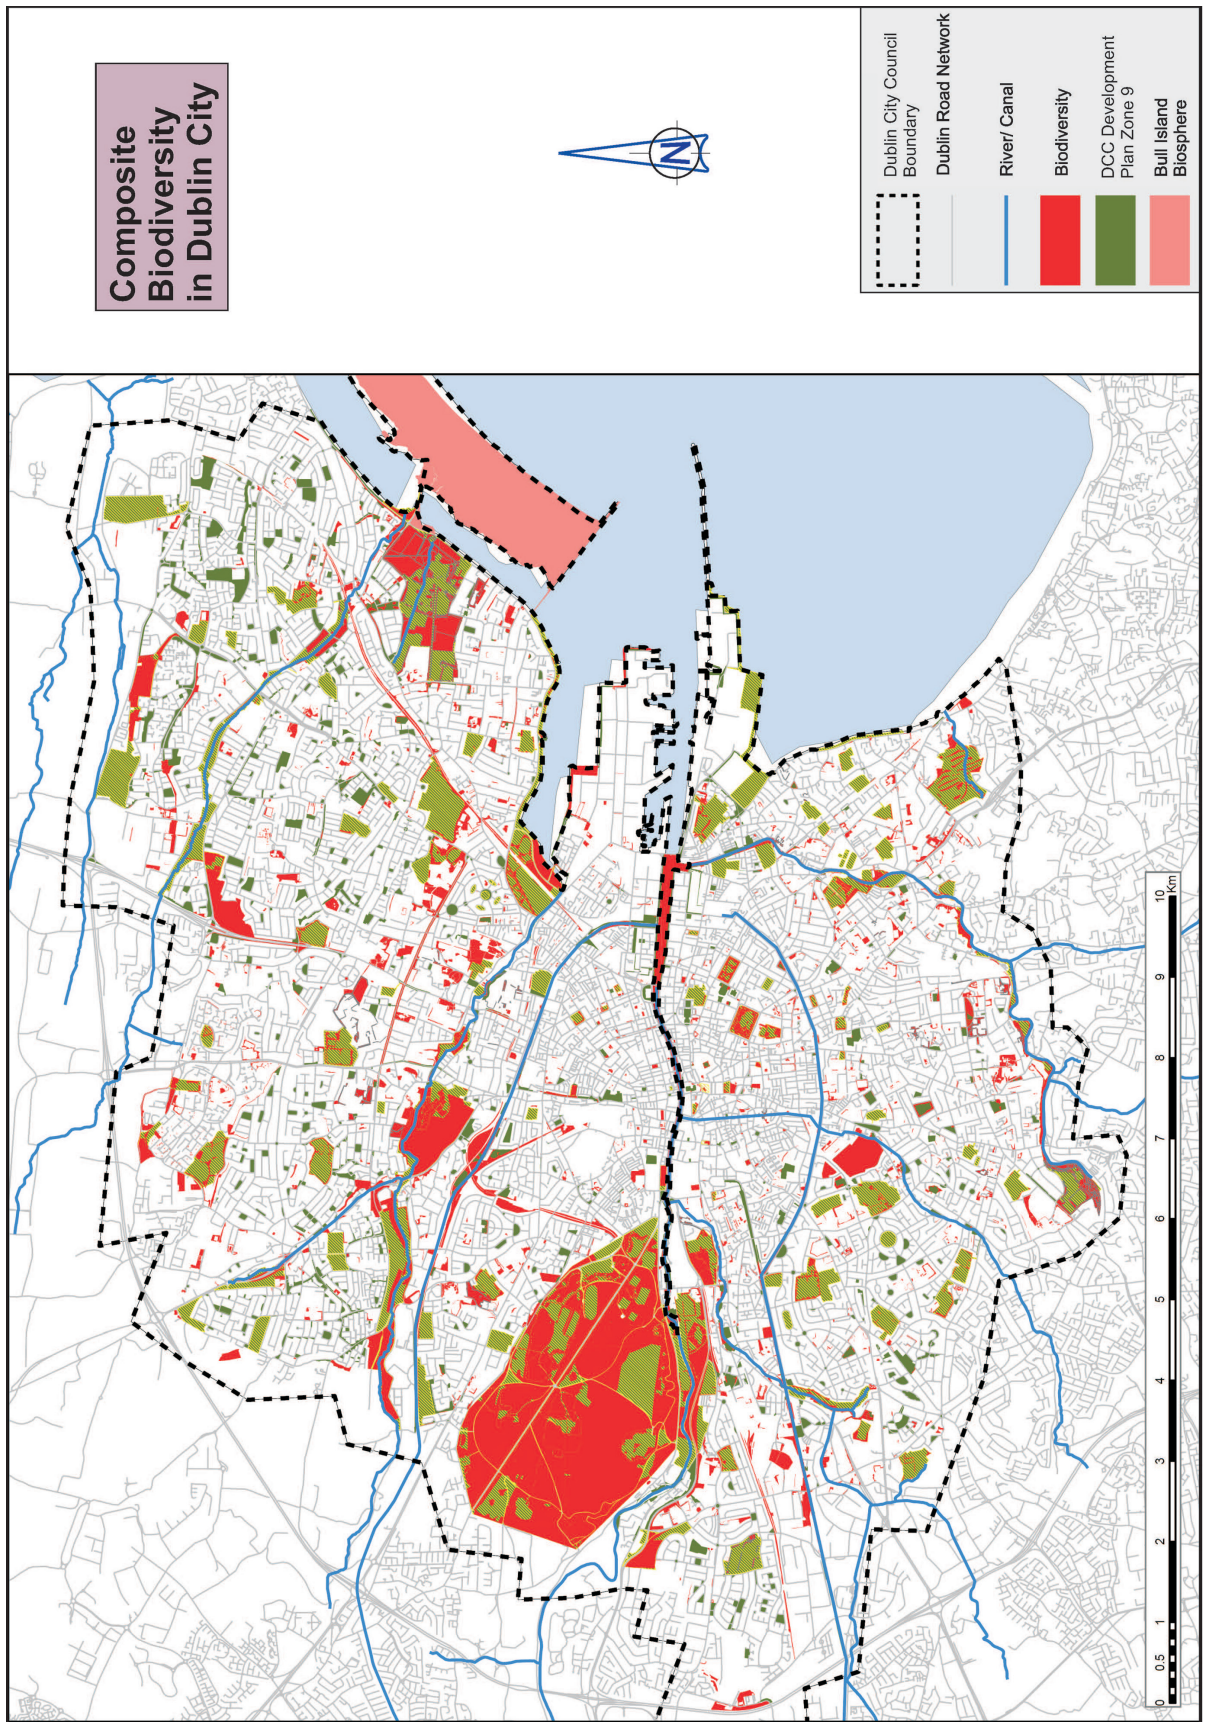 Composite
Biodiversity
in Dublin City
N
Dublin City Council
Boundary
Dublin Road Network
River/ Canal
Biodiversity
DCC Development
Plan Zone 9
Bull Island
Biosphere
0 0.5 1 2 3 4 5 6 7 8 9 10
Km